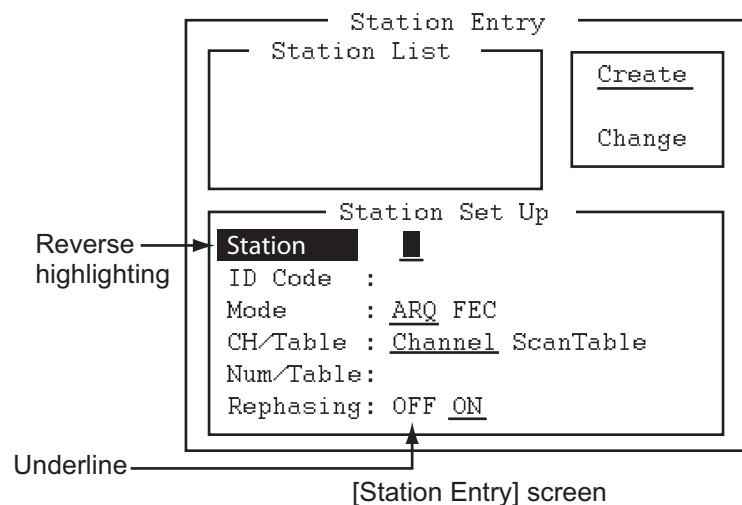 Station Entry
Station List
Create
Change
Station Set Up
Reverse
highlighting
Station
ID Code :
Mode : ARQ FEC
CH/Table : Channel ScanTable
Num/Table:
Rephasing: OFF ON
Underline
[Station Entry] screen